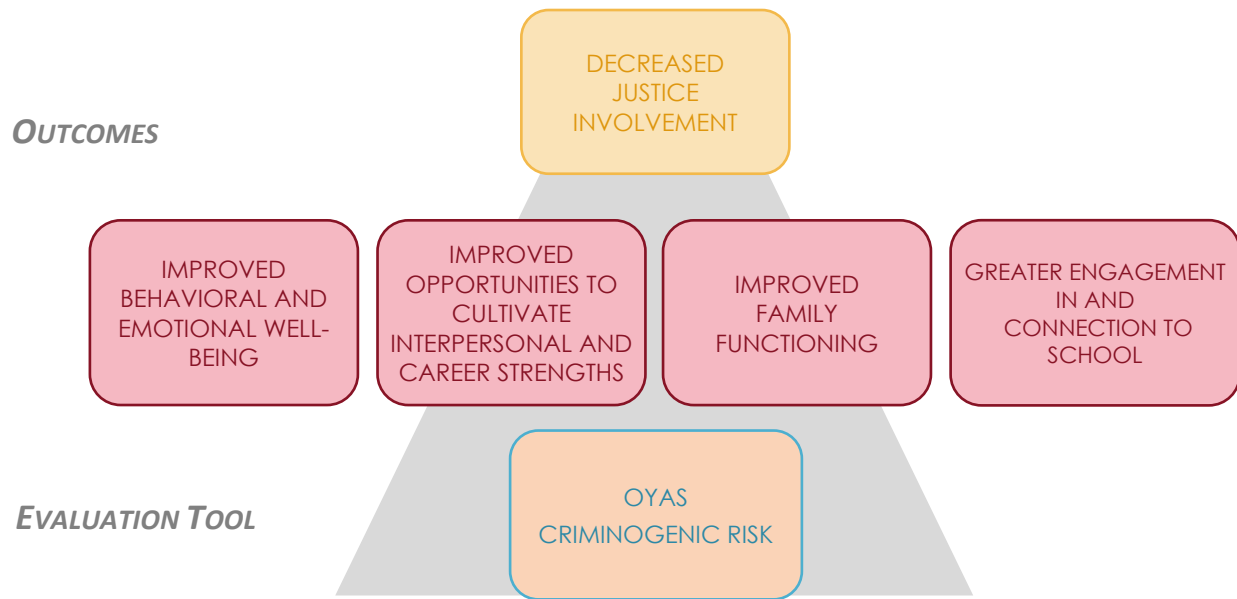 DECREASED
JUSTICE
INVOLVEMENT
OUTCOMES
IMPROVED
BEHAVIORAL AND
EMOTIONAL WELL-
BEING
IMPROVED
OPPORTUNITIES TO
CULTIVATE
INTERPERSONAL AND
CAREER STRENGTHS
IMPROVED
FAMILY
FUNCTIONING
GREATER ENGAGEMENT
IN AND
CONNECTION TO
SCHOOL
EVALUATION TOOL
OYAS
CRIMINOGENIC RISK